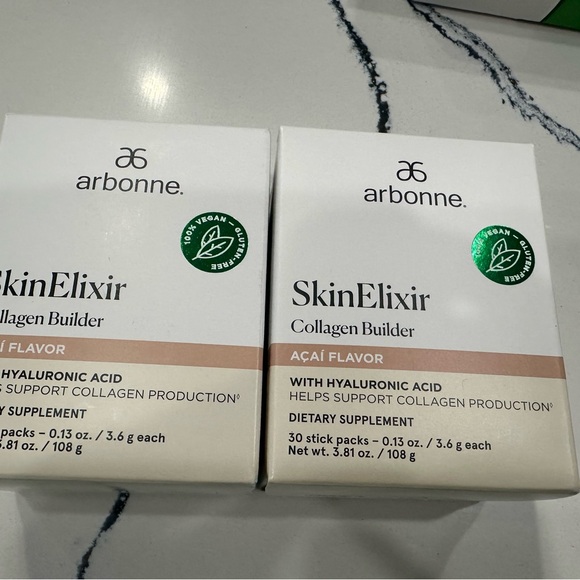 arbonne.
100% VEGAN — GLUTEN-FREE
SkinElixir
Collagen Builder
FLAVOR
HYALURONIC ACID
SUPPORT COLLAGEN PRODUCTION◊
SUPPLEMENT
packs – 0.13 oz. / 3.6 g each
3.81 oz. / 108 g
arbonne.
100% VEGAN — GLUTEN-FREE
SkinElixir
Collagen Builder
AÇAÍ FLAVOR
WITH HYALURONIC ACID
HELPS SUPPORT COLLAGEN PRODUCTION◊
DIETARY SUPPLEMENT
30 stick packs – 0.13 oz. / 3.6 g each
Net wt. 3.81 oz. / 108 g